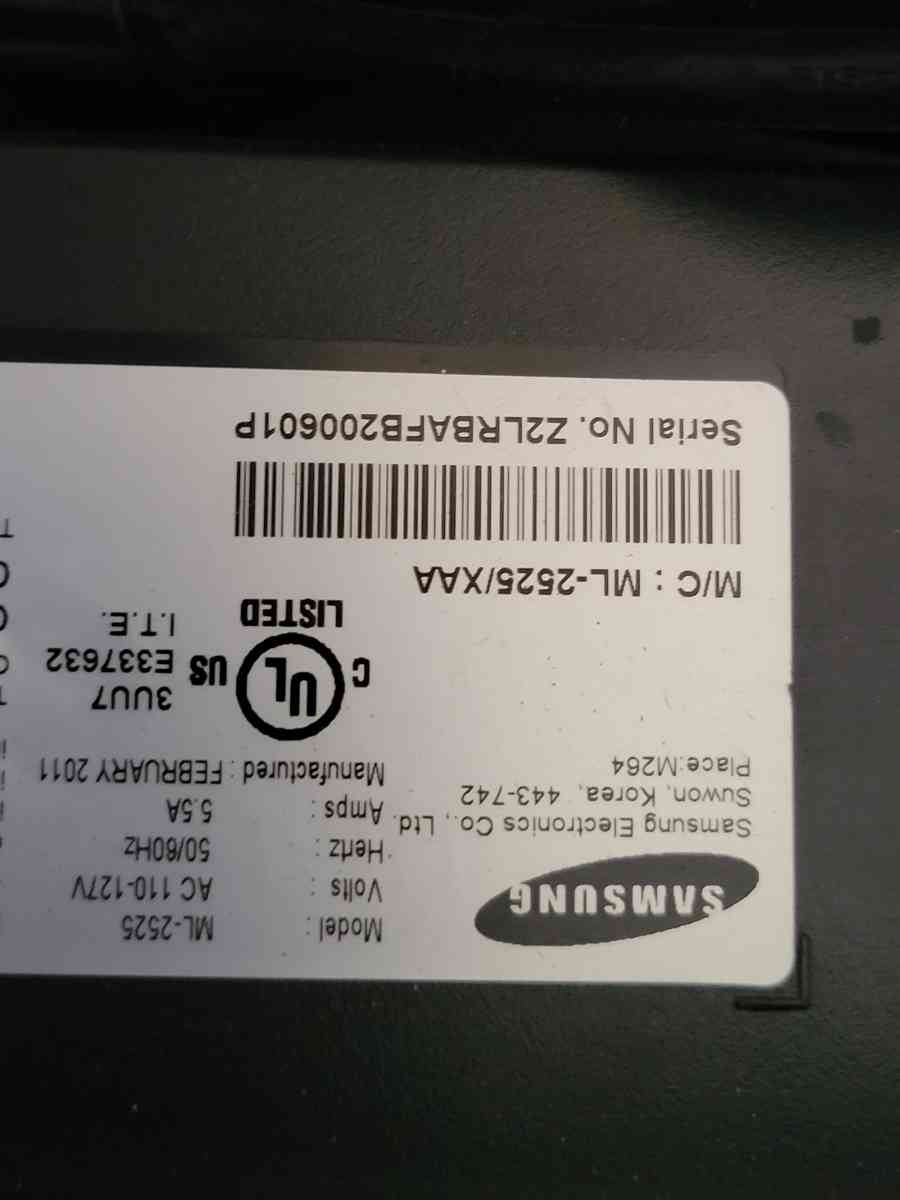 SAMSUNG
Samsung Electronics Co., Ltd.
Suwon, Korea, 443-742
Place:M264
Model : ML-2525
Volts : AC 110-127V
Hertz : 50/60Hz
Amps : 5.5A
Manufactured : FEBRUARY 2011
C UL US
LISTED
3UU7
E337632
I.T.E.
M/C : ML-2525/XAA
Serial No. Z2LRBAFB200601P